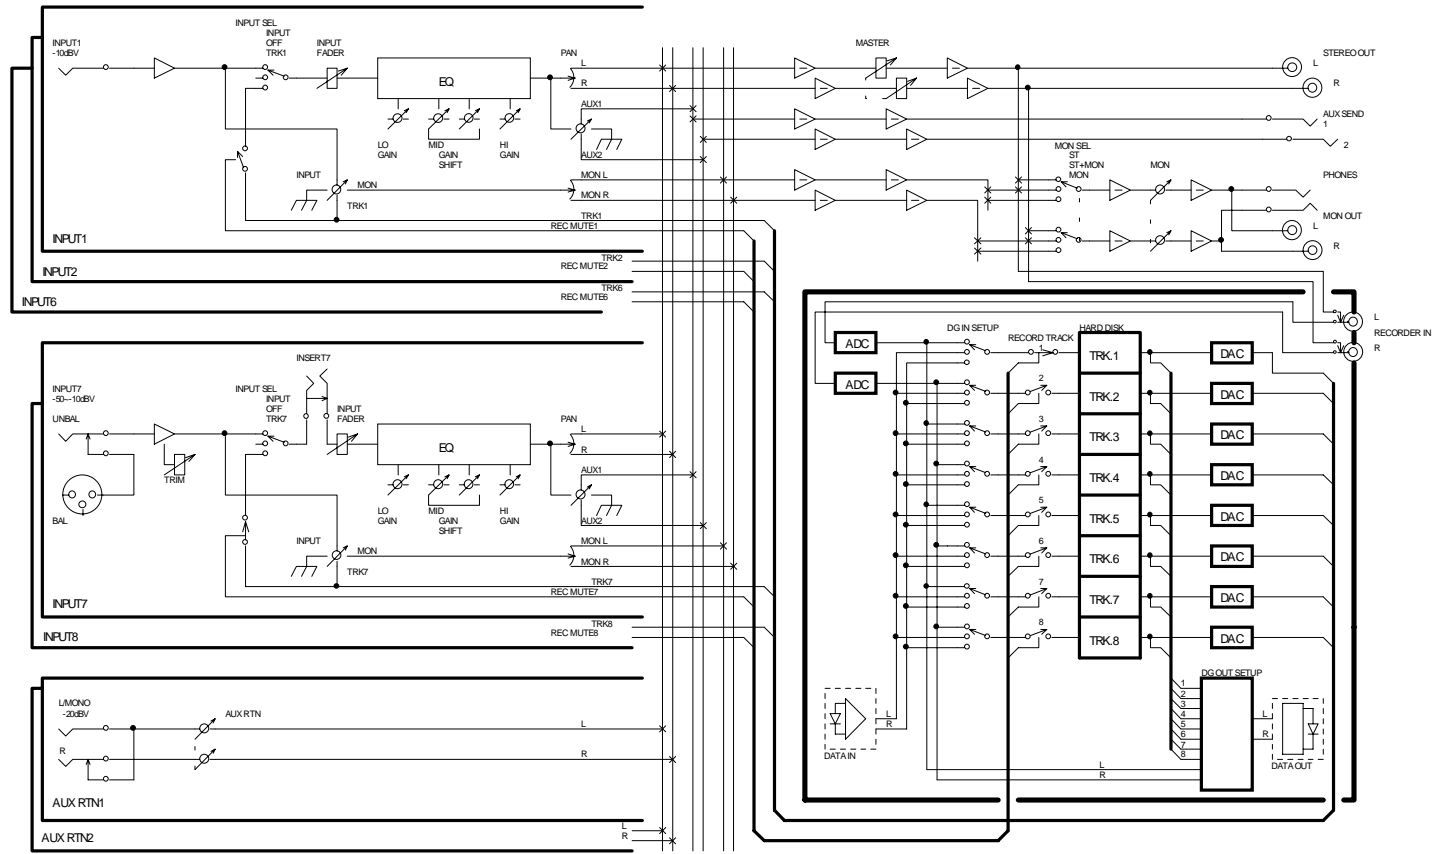 INPUT1
-10dBV
INPUT SEL
INPUT
OFF
TRK1
INPUT
FADER
EQ
LO
GAIN
MID
GAIN
SHIFT
HI
GAIN
PAN
L
R
AUX1
AUX2
INPUT
MON
TRK1
MON L
MON R
TRK1
REC MUTE1
INPUT1
TRK2
REC MUTE2
INPUT2
TRK6
REC MUTE6
INPUT6
MASTER
STEREO OUT
L
R
AUX SEND
1
2
MON SEL
ST
ST+MON
MON
MON
PHONES
MON OUT
L
R
L
RECORDER IN
R
INPUT7
-50~-10dBV
UNBAL
BAL
TRIM
INPUT SEL
INPUT
OFF
TRK7
INSERT7
INPUT
FADER
EQ
LO
GAIN
MID
GAIN
SHIFT
HI
GAIN
PAN
L
R
AUX1
AUX2
INPUT
MON
TRK7
MON L
MON R
TRK7
REC MUTE7
INPUT7
TRK8
REC MUTE8
INPUT8
L/MONO
-20dBV
R
AUX RTN
L
R
AUX RTN1
L
R
AUX RTN2
ADC
ADC
DG IN SETUP
RECORD TRACK
HARD DISK
1
TRK.1
DAC
2
TRK.2
DAC
3
TRK.3
DAC
4
TRK.4
DAC
5
TRK.5
DAC
6
TRK.6
DAC
7
TRK.7
DAC
8
TRK.8
DAC
L
R
DATA IN
DG OUT SETUP
1
2
3
4
5
6
7
8
L
R
L
R
DATA OUT